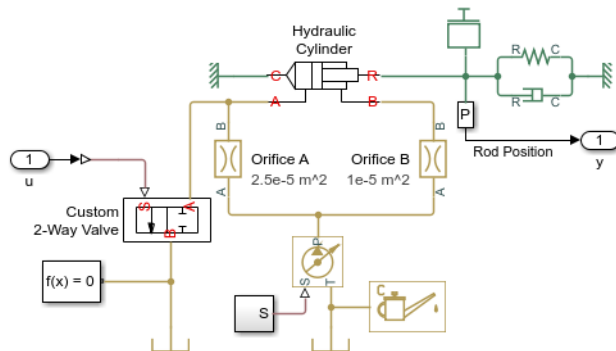 Hydraulic
Cylinder
C
R
A
B
R
C
R
C
P
Rod Position
1
y
B
B
Orifice A
2.5e-5 m^2
Orifice B
1e-5 m^2
A
A
1
u
Custom
2-Way Valve
S
A
B
P
S
T
f(x) = 0
S
C